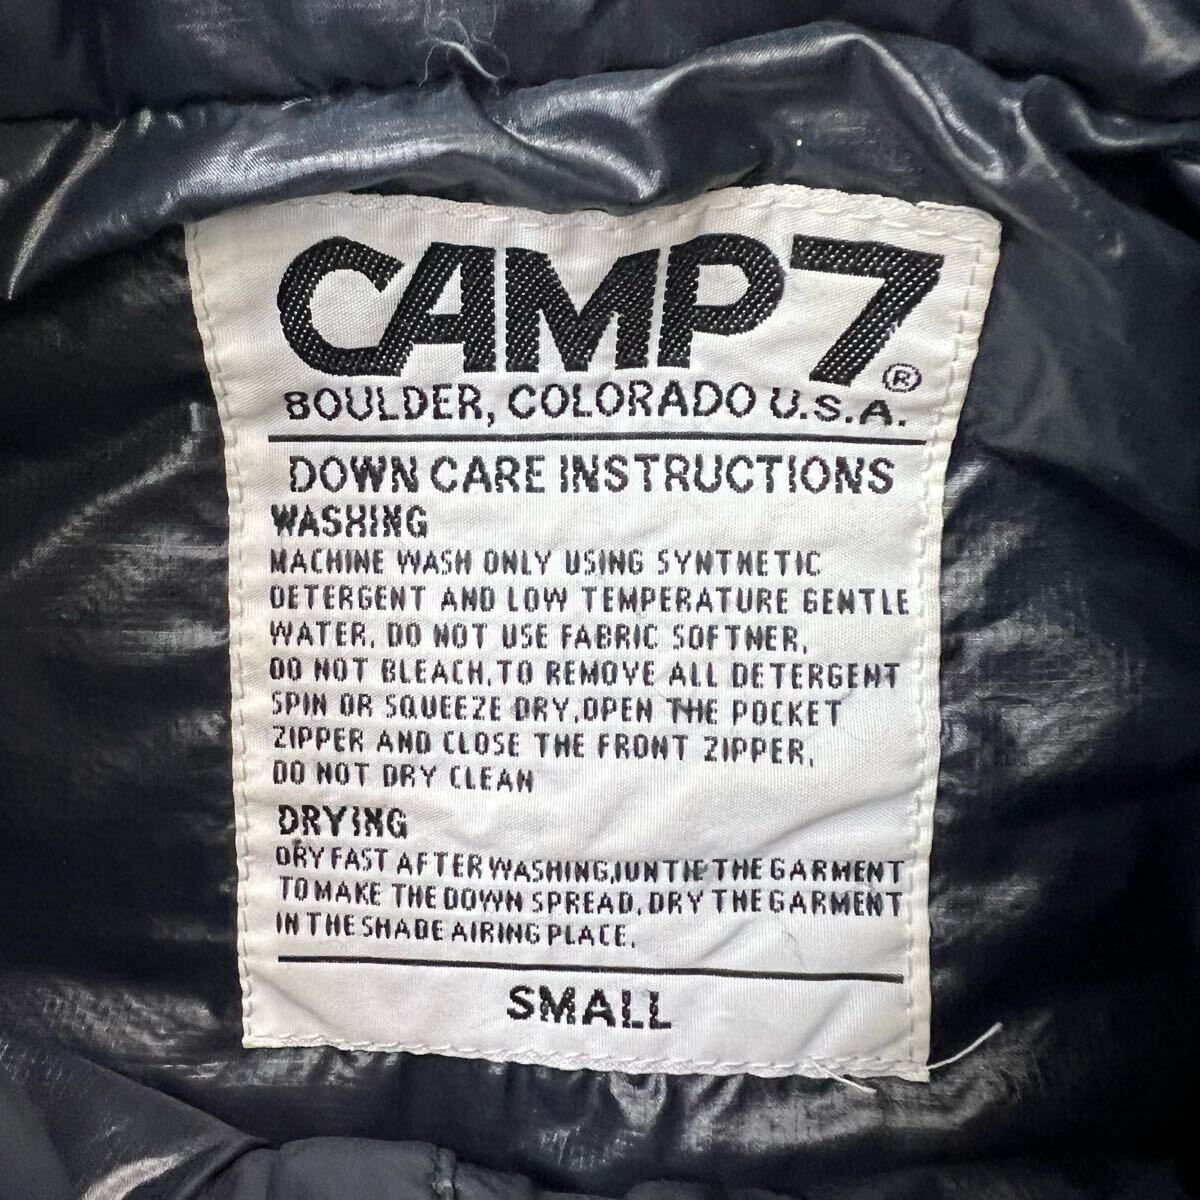 CAMP7®
BOULDER, COLORADO U.S.A.
DOWN CARE INSTRUCTIONS
WASHING
MACHINE WASH ONLY USING SYNTHETIC
DETERGENT AND LOW TEMPERATURE GENTLE
WATER. DO NOT USE FABRIC SOFTNER.
DO NOT BLEACH, TO REMOVE ALL DETERGENT
SPIN OR SQUEEZE DRY, OPEN THE POCKET
ZIPPER AND CLOSE THE FRONT ZIPPER.
DO NOT DRY CLEAN
DRYING
DRY FAST AFTER WASHING, IUNTIE THE GARMENT
TO MAKE THE DOWN SPREAD. DRY THE GARMENT
IN THE SHADE AIRING PLACE.
SMALL